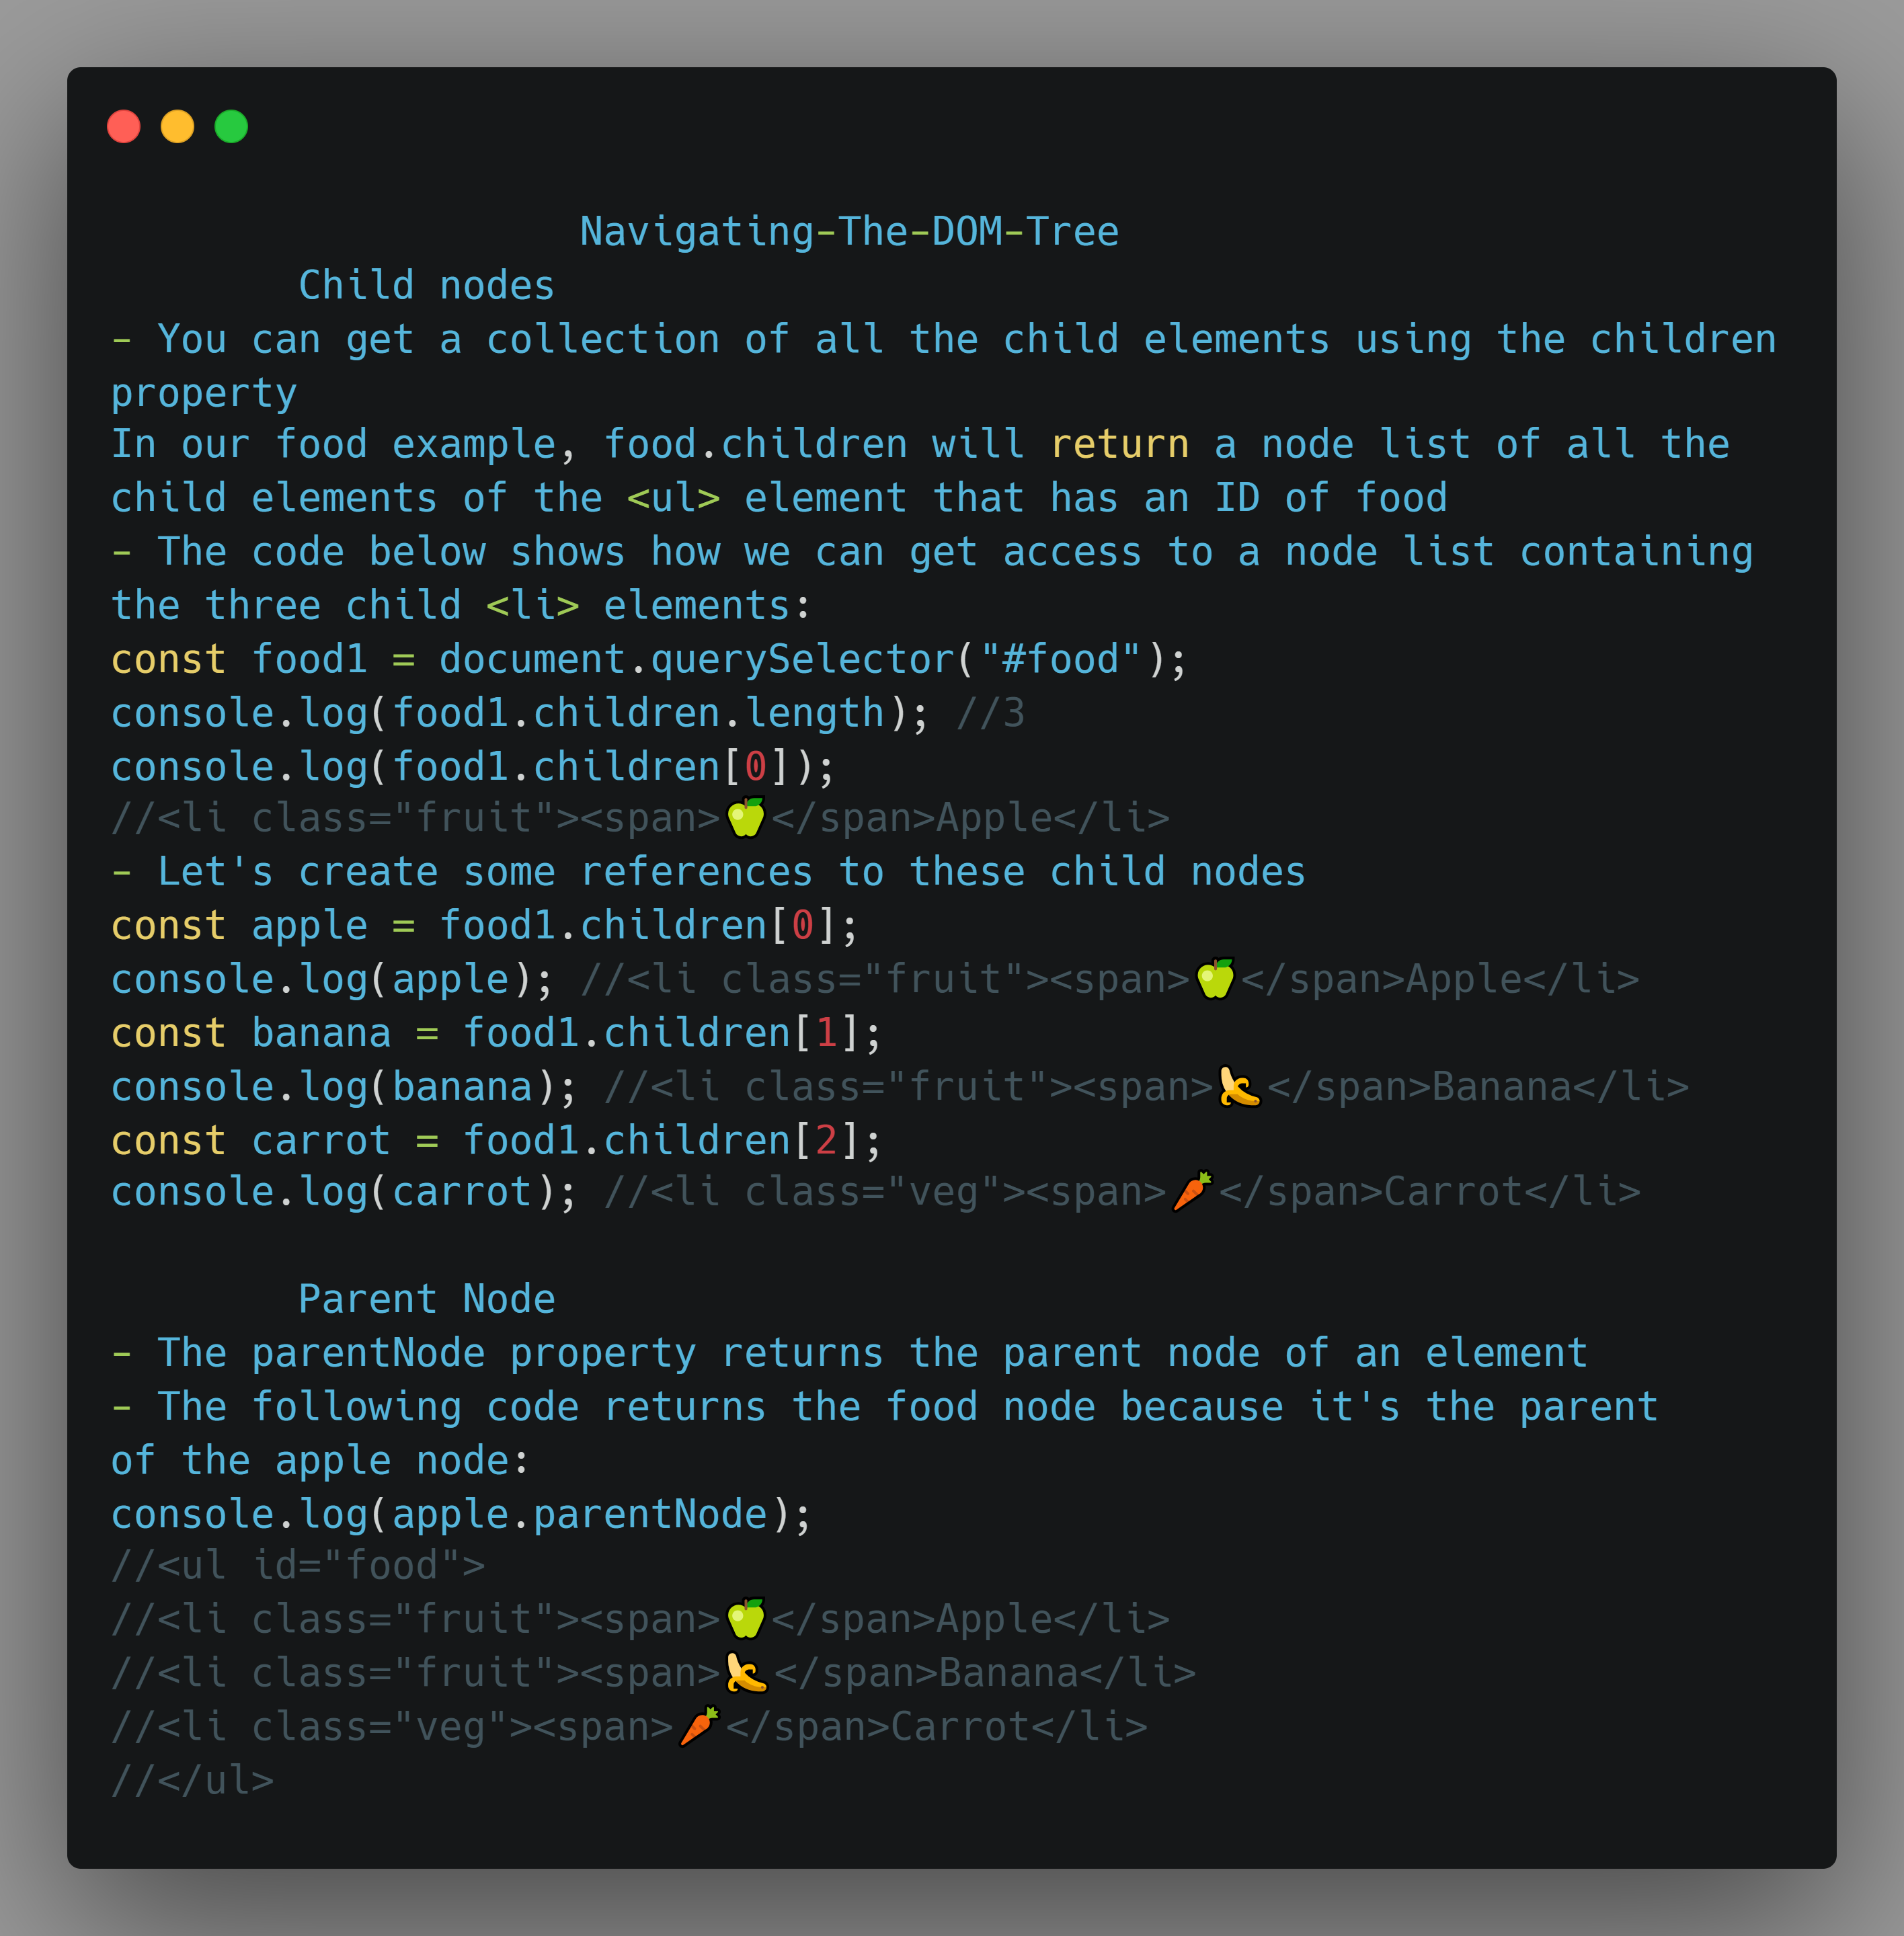 Navigating-The-DOM-Tree
Child nodes
- You can get a collection of all the child elements using the children
property
In our food example, food.children will return a node list of all the
child elements of the <ul> element that has an ID of food
- The code below shows how we can get access to a node list containing
the three child <li> elements:
const food1 = document.querySelector("#food");
console.log(food1.children.length); //3
console.log(food1.children[0]);
//<li class="fruit"><span>🍏</span>Apple</li>
- Let's create some references to these child nodes
const apple = food1.children[0];
console.log(apple); //<li class="fruit"><span>🍏</span>Apple</li>
const banana = food1.children[1];
console.log(banana); //<li class="fruit"><span>🍌</span>Banana</li>
const carrot = food1.children[2];
console.log(carrot); //<li class="veg"><span>🥕</span>Carrot</li>
Parent Node
- The parentNode property returns the parent node of an element
- The following code returns the food node because it's the parent
of the apple node:
console.log(apple.parentNode);
//<ul id="food">
//<li class="fruit"><span>🍏</span>Apple</li>
//<li class="fruit"><span>🍌</span>Banana</li>
//<li class="veg"><span>🥕</span>Carrot</li>
//</ul>